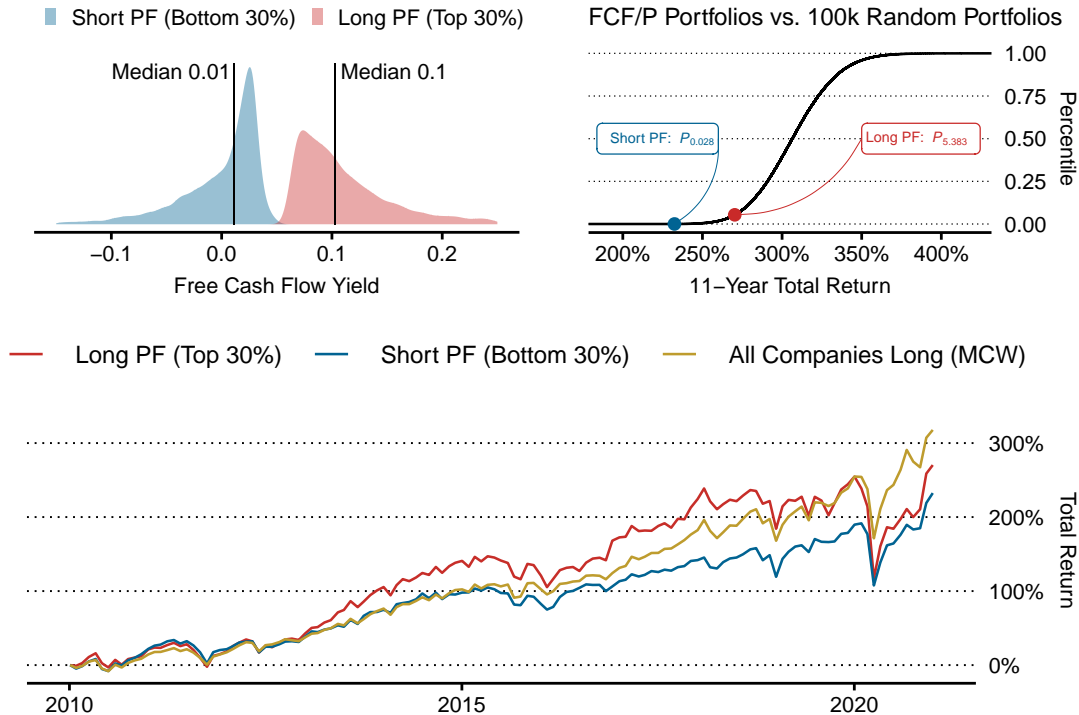 Short PF (Bottom 30%) Long PF (Top 30%)
Median 0.01
Median 0.1
−0.1 0.0 0.1 0.2
Free Cash Flow Yield
FCF/P Portfolios vs. 100k Random Portfolios
1.00
0.75
0.50
0.25
0.00
Percentile
Short PF: P0.028
Long PF: P5.383
200% 250% 300% 350% 400%
11−Year Total Return
Long PF (Top 30%) Short PF (Bottom 30%) All Companies Long (MCW)
300%
200%
100%
0%
Total Return
2010 2015 2020